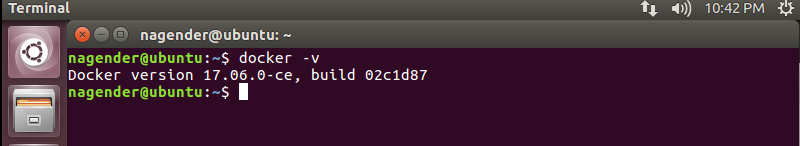 Terminal
10:42 PM
nagender@ubuntu: ~
nagender@ubuntu:~$ docker -v
Docker version 17.06.0-ce, build 02c1d87
nagender@ubuntu:~$